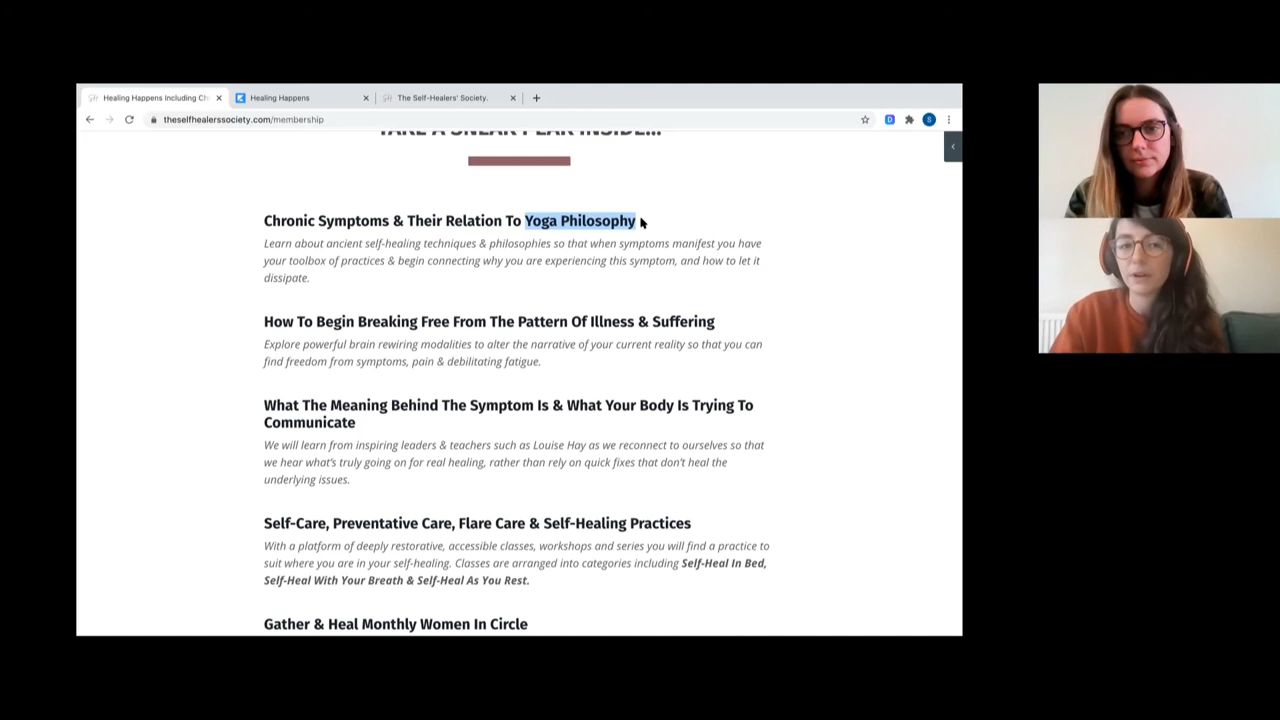 Healing Happens Including Ch
Healing Happens
The Self-Healers' Society.
theselfhealerssociety.com/membership
TAKE A SNEAK PEAK INSIDE...
Chronic Symptoms & Their Relation To Yoga Philosophy
Learn about ancient self-healing techniques & philosophies so that when symptoms manifest you have
your toolbox of practices & begin connecting why you are experiencing this symptom, and how to let it
dissipate.
How To Begin Breaking Free From The Pattern Of Illness & Suffering
Explore powerful brain rewiring modalities to alter the narrative of your current reality so that you can
find freedom from symptoms, pain & debilitating fatigue.
What The Meaning Behind The Symptom Is & What Your Body Is Trying To
Communicate
We will learn from inspiring leaders & teachers such as Louise Hay as we reconnect to ourselves so that
we hear what's truly going on for real healing, rather than rely on quick fixes that don't heal the
underlying issues.
Self-Care, Preventative Care, Flare Care & Self-Healing Practices
With a platform of deeply restorative, accessible classes, workshops and series you will find a practice to
suit where you are in your self-healing. Classes are arranged into categories including Self-Heal In Bed,
Self-Heal With Your Breath & Self-Heal As You Rest.
Gather & Heal Monthly Women In Circle